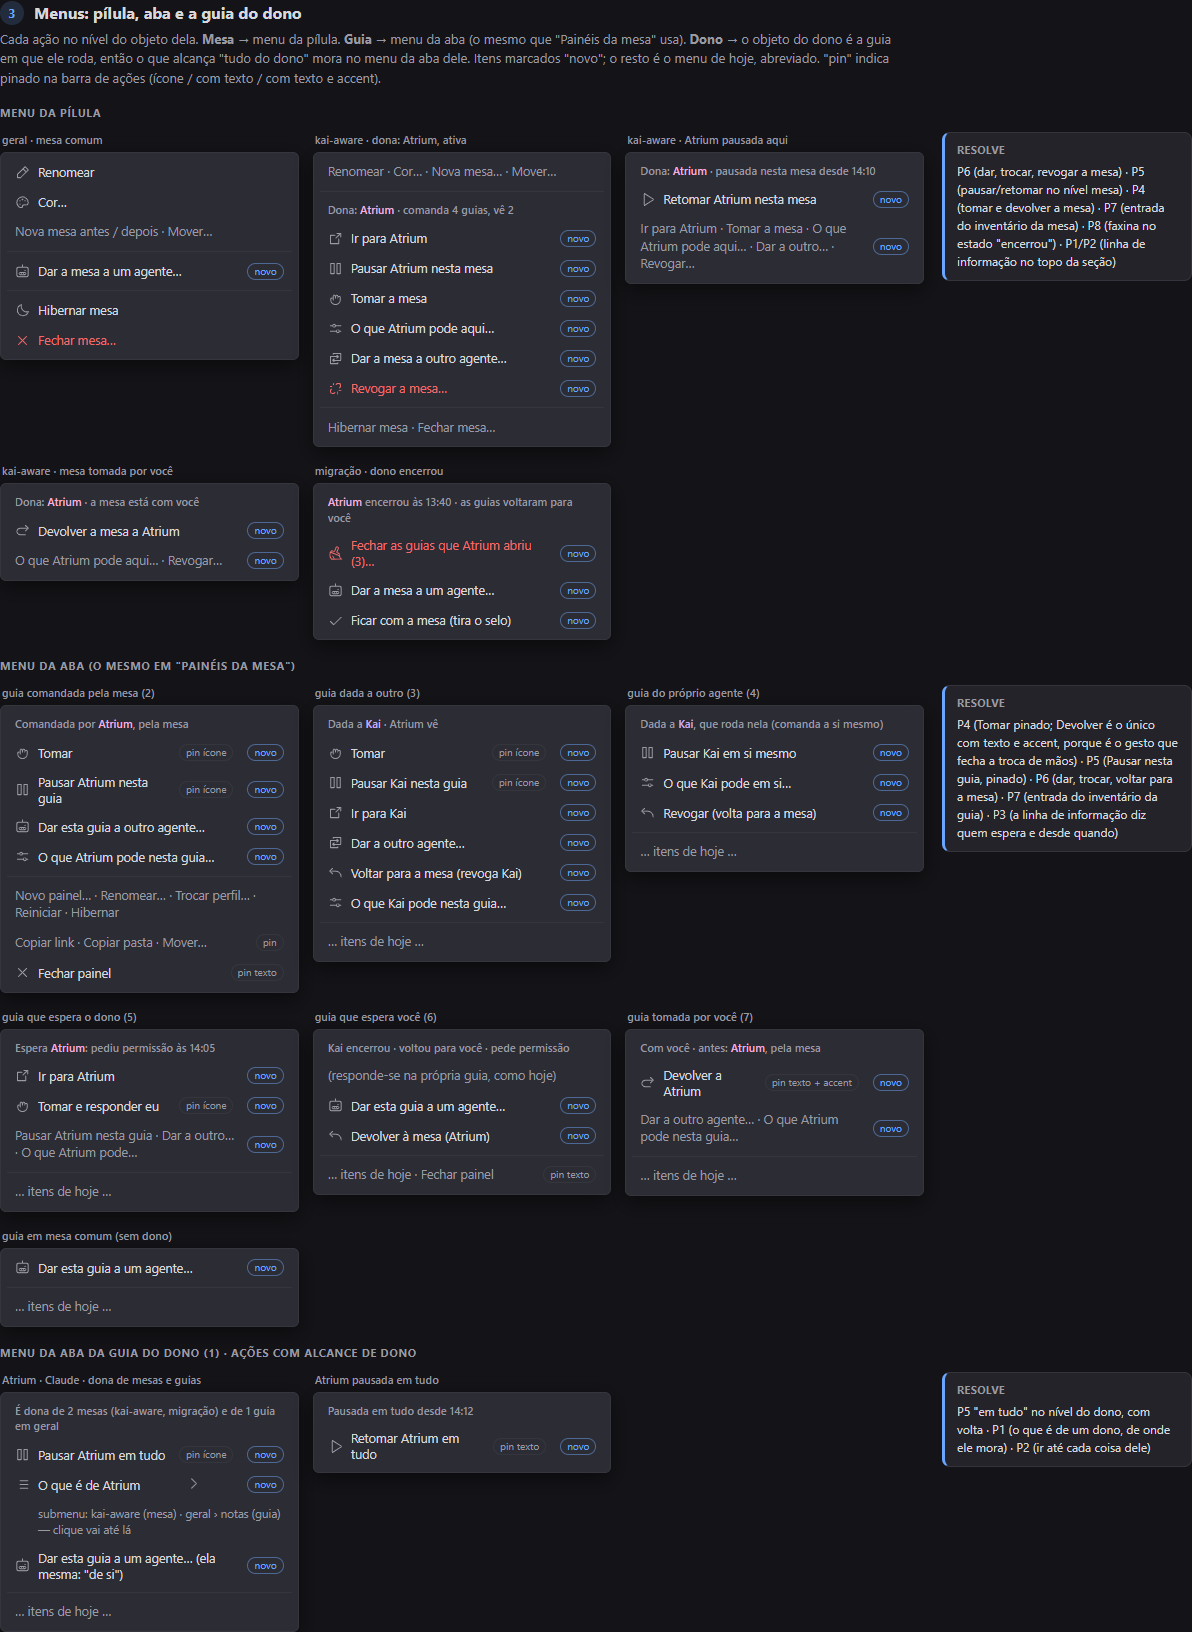 3 Menus: pílula, aba e a guia do dono
Cada ação no nível do objeto dela. Mesa → menu da pílula. Guia → menu da aba (o mesmo que "Painéis da mesa" usa). Dono → o objeto do dono é a guia
em que ele roda, então o que alcança "tudo do dono" mora no menu da aba dele. Itens marcados "novo"; o resto é o menu de hoje, abreviado. "pin" indica
pinado na barra de ações (ícone / com texto / com texto e accent).
MENU DA PÍLULA
geral · mesa comum
Renomear
Cor...
Nova mesa antes / depois · Mover...
Dar a mesa a um agente... novo
Hibernar mesa
Fechar mesa...
kai-aware · dona: Atrium, ativa
Renomear · Cor... · Nova mesa... · Mover...
Dona: Atrium · comanda 4 guias, vê 2
Ir para Atrium novo
Pausar Atrium nesta mesa novo
Tomar a mesa novo
O que Atrium pode aqui... novo
Dar a mesa a outro agente... novo
Revogar a mesa... novo
Hibernar mesa · Fechar mesa...
kai-aware · Atrium pausada aqui
Dona: Atrium · pausada nesta mesa desde 14:10
Retomar Atrium nesta mesa novo
Ir para Atrium · Tomar a mesa · O que
Atrium pode aqui... · Dar a outro... · novo
Revogar...
RESOLVE
P6 (dar, trocar, revogar a mesa) · P5
(pausar/retomar no nível mesa) · P4
(tomar e devolver a mesa) · P7 (entrada
do inventário da mesa) · P8 (faxina no
estado "encerrou") · P1/P2 (linha de
informação no topo da seção)
kai-aware · mesa tomada por você
Dona: Atrium · a mesa está com você
Devolver a mesa a Atrium novo
O que Atrium pode aqui... · Revogar... novo
migração · dono encerrou
Atrium encerrou às 13:40 · as guias voltaram para
você
Fechar as guias que Atrium abriu
(3)... novo
Dar a mesa a um agente... novo
Ficar com a mesa (tira o selo) novo
MENU DA ABA (O MESMO EM "PAINÉIS DA MESA")
guia comandada pela mesa (2)
Comandada por Atrium, pela mesa
Tomar pin ícone novo
Pausar Atrium nesta
guia pin ícone novo
Dar esta guia a outro agente... novo
O que Atrium pode nesta guia... novo
Novo painel... · Renomear... · Trocar perfil... ·
Reiniciar · Hibernar
Copiar link · Copiar pasta · Mover... pin
Fechar painel pin texto
guia dada a outro (3)
Dada a Kai · Atrium vê
Tomar pin ícone novo
Pausar Kai nesta guia pin ícone novo
Ir para Kai novo
Dar a outro agente... novo
Voltar para a mesa (revoga Kai) novo
O que Kai pode nesta guia... novo
... itens de hoje ...
guia do próprio agente (4)
Dada a Kai, que roda nela (comanda a si mesmo)
Pausar Kai em si mesmo novo
O que Kai pode em si... novo
Revogar (volta para a mesa) novo
... itens de hoje ...
RESOLVE
P4 (Tomar pinado; Devolver é o único
com texto e accent, porque é o gesto que
fecha a troca de mãos) · P5 (Pausar nesta
guia, pinado) · P6 (dar, trocar, voltar para
a mesa) · P7 (entrada do inventário da
guia) · P3 (a linha de informação diz
quem espera e desde quando)
guia que espera o dono (5)
Espera Atrium: pediu permissão às 14:05
Ir para Atrium novo
Tomar e responder eu pin ícone novo
Pausar Atrium nesta guia · Dar a outro...
· O que Atrium pode... novo
... itens de hoje ...
guia que espera você (6)
Kai encerrou · voltou para você · pede permissão
(responde-se na própria guia, como hoje)
Dar esta guia a um agente... novo
Devolver à mesa (Atrium) novo
... itens de hoje · Fechar painel pin texto
guia tomada por você (7)
Com você · antes: Atrium, pela mesa
Devolver a
Atrium pin texto + accent novo
Dar a outro agente... · O que Atrium
pode nesta guia... novo
... itens de hoje ...
guia em mesa comum (sem dono)
Dar esta guia a um agente... novo
... itens de hoje ...
MENU DA ABA DA GUIA DO DONO (1) · AÇÕES COM ALCANCE DE DONO
Atrium · Claude · dona de mesas e guias
É dona de 2 mesas (kai-aware, migração) e de 1 guia
em geral
Pausar Atrium em tudo pin ícone novo
O que é de Atrium novo
submenu: kai-aware (mesa) · geral › notas (guia)
— clique vai até lá
Dar esta guia a um agente... (ela
mesma: "de si") novo
... itens de hoje ...
Atrium pausada em tudo
Pausada em tudo desde 14:12
Retomar Atrium em
tudo pin texto novo
RESOLVE
P5 "em tudo" no nível do dono, com
volta · P1 (o que é de um dono, de onde
ele mora) · P2 (ir até cada coisa dele)